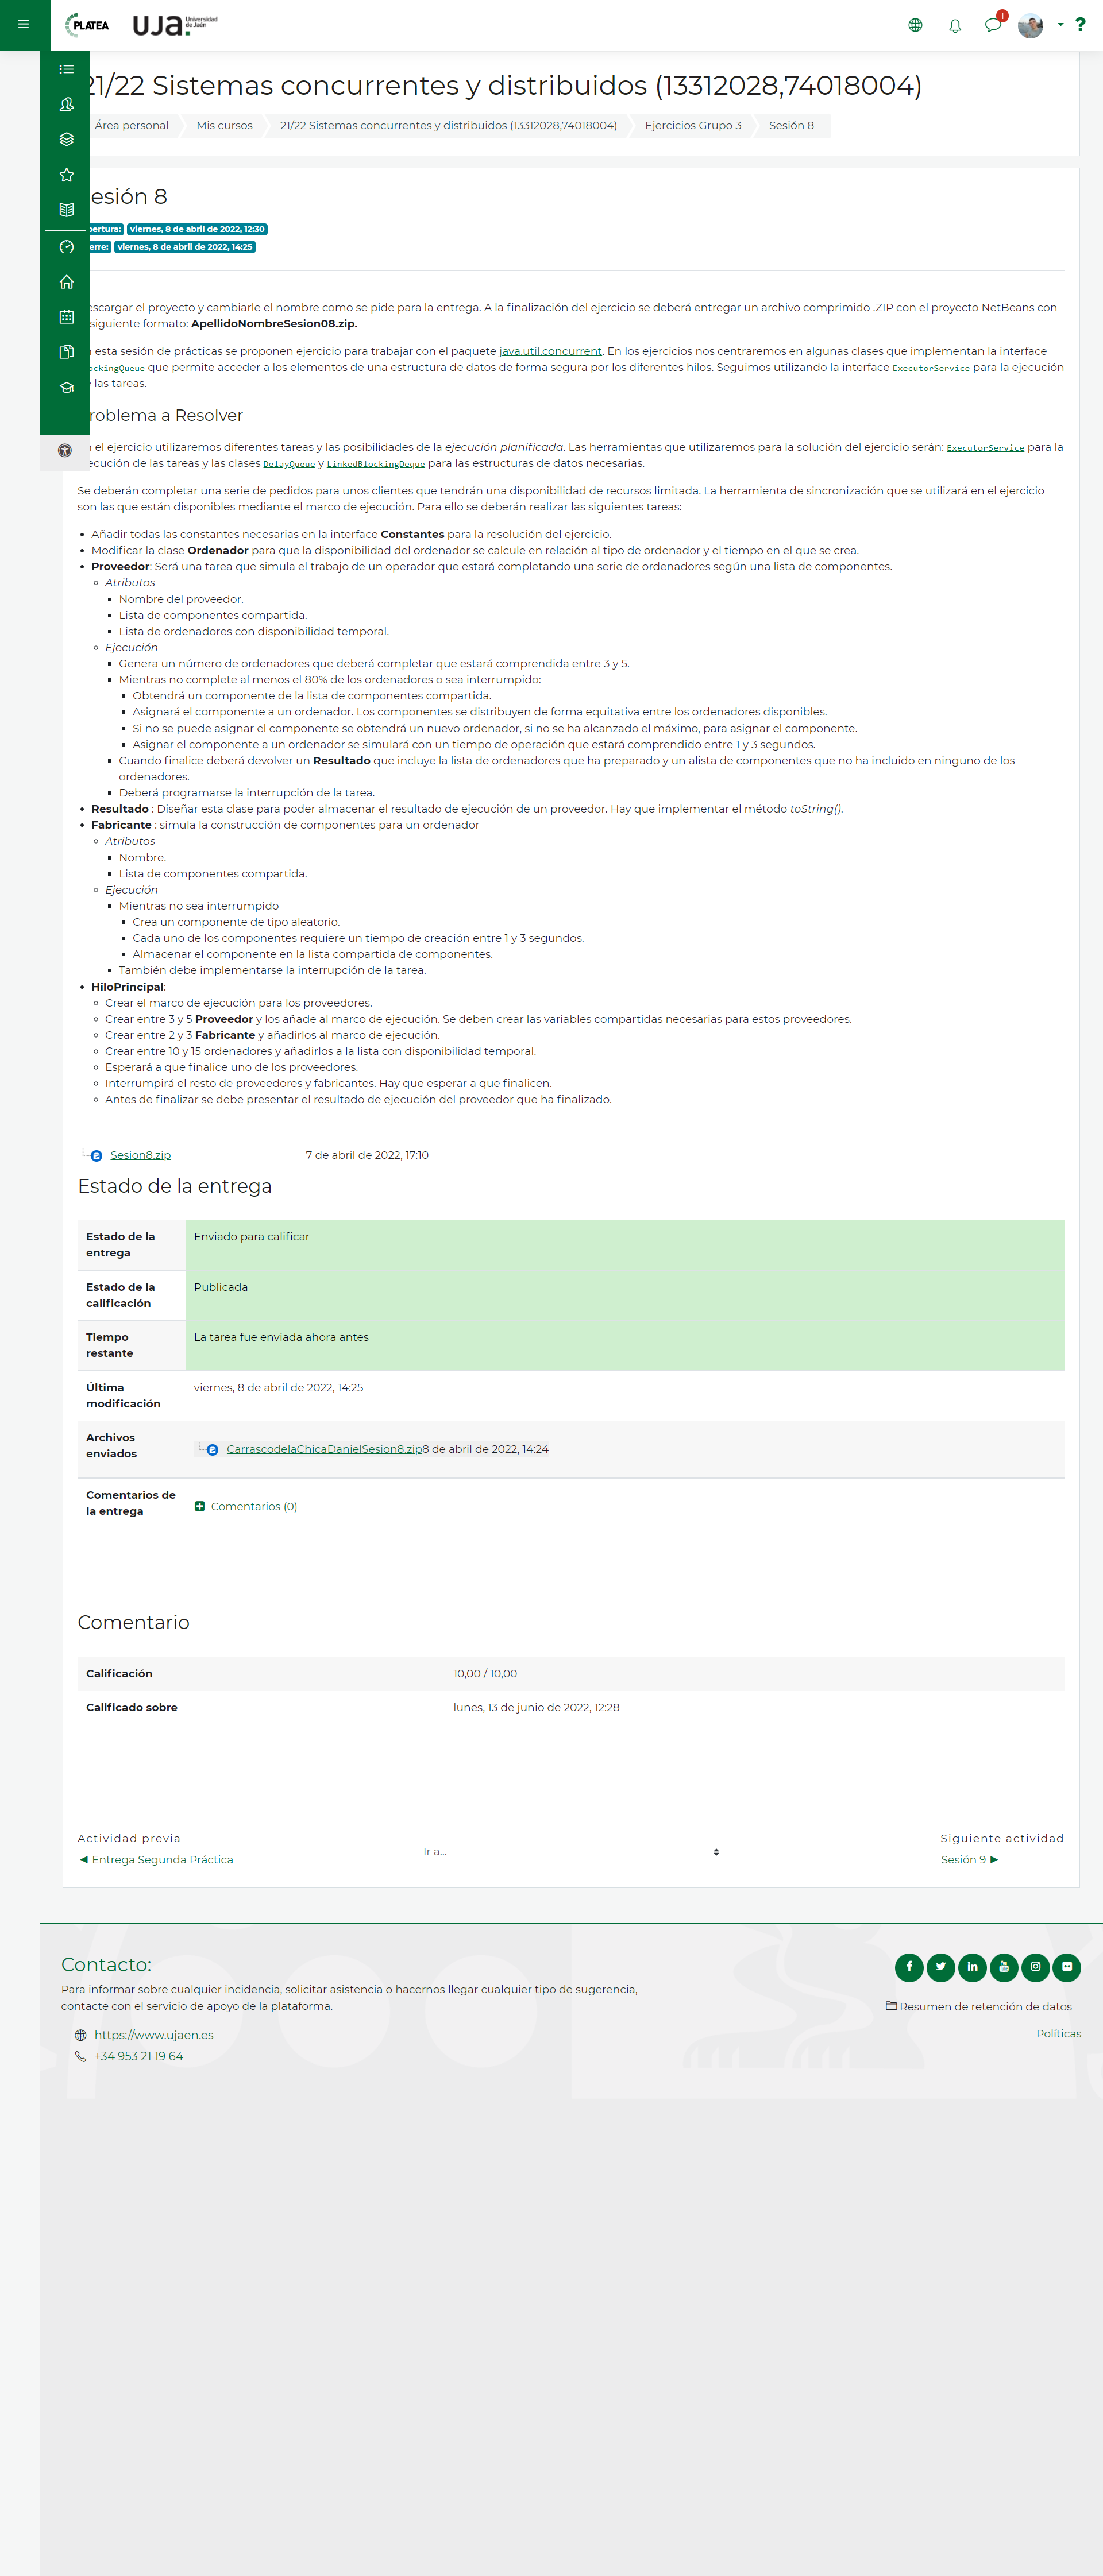 PLATEA
uja. Universidad de Jaén
1
21/22 Sistemas concurrentes y distribuidos (13312028,74018004)
Área personal
Mis cursos
21/22 Sistemas concurrentes y distribuidos (13312028,74018004)
Ejercicios Grupo 3
Sesión 8
esión 8
pertura: viernes, 8 de abril de 2022, 12:30
erre: viernes, 8 de abril de 2022, 14:25
escargar el proyecto y cambiarle el nombre como se pide para la entrega. A la finalización del ejercicio se deberá entregar un archivo comprimido .ZIP con el proyecto NetBeans con
siguiente formato: ApellidoNombreSesion08.zip.
n esta sesión de prácticas se proponen ejercicio para trabajar con el paquete java.util.concurrent. En los ejercicios nos centraremos en algunas clases que implementan la interface
ockingQueue que permite acceder a los elementos de una estructura de datos de forma segura por los diferentes hilos. Seguimos utilizando la interface ExecutorService para la ejecución
e las tareas.
roblema a Resolver
n el ejercicio utilizaremos diferentes tareas y las posibilidades de la ejecución planificada. Las herramientas que utilizaremos para la solución del ejercicio serán: ExecutorService para la
ecución de las tareas y las clases DelayQueue y LinkedBlockingDeque para las estructuras de datos necesarias.
Se deberán completar una serie de pedidos para unos clientes que tendrán una disponibilidad de recursos limitada. La herramienta de sincronización que se utilizará en el ejercicio
son las que están disponibles mediante el marco de ejecución. Para ello se deberán realizar las siguientes tareas:
• Añadir todas las constantes necesarias en la interface Constantes para la resolución del ejercicio.
• Modificar la clase Ordenador para que la disponibilidad del ordenador se calcule en relación al tipo de ordenador y el tiempo en el que se crea.
• Proveedor: Será una tarea que simula el trabajo de un operador que estará completando una serie de ordenadores según una lista de componentes.
◦ Atributos
▪ Nombre del proveedor.
▪ Lista de componentes compartida.
▪ Lista de ordenadores con disponibilidad temporal.
◦ Ejecución
▪ Genera un número de ordenadores que deberá completar que estará comprendida entre 3 y 5.
▪ Mientras no complete al menos el 80% de los ordenadores o sea interrumpido:
▪ Obtendrá un componente de la lista de componentes compartida.
▪ Asignará el componente a un ordenador. Los componentes se distribuyen de forma equitativa entre los ordenadores disponibles.
▪ Si no se puede asignar el componente se obtendrá un nuevo ordenador, si no se ha alcanzado el máximo, para asignar el componente.
▪ Asignar el componente a un ordenador se simulará con un tiempo de operación que estará comprendido entre 1 y 3 segundos.
▪ Cuando finalice deberá devolver un Resultado que incluye la lista de ordenadores que ha preparado y un alista de componentes que no ha incluido en ninguno de los
ordenadores.
▪ Deberá programarse la interrupción de la tarea.
• Resultado : Diseñar esta clase para poder almacenar el resultado de ejecución de un proveedor. Hay que implementar el método toString().
• Fabricante : simula la construcción de componentes para un ordenador
◦ Atributos
▪ Nombre.
▪ Lista de componentes compartida.
◦ Ejecución
▪ Mientras no sea interrumpido
▪ Crea un componente de tipo aleatorio.
▪ Cada uno de los componentes requiere un tiempo de creación entre 1 y 3 segundos.
▪ Almacenar el componente en la lista compartida de componentes.
▪ También debe implementarse la interrupción de la tarea.
• HiloPrincipal:
◦ Crear el marco de ejecución para los proveedores.
◦ Crear entre 3 y 5 Proveedor y los añade al marco de ejecución. Se deben crear las variables compartidas necesarias para estos proveedores.
◦ Crear entre 2 y 3 Fabricante y añadirlos al marco de ejecución.
◦ Crear entre 10 y 15 ordenadores y añadirlos a la lista con disponibilidad temporal.
◦ Esperará a que finalice uno de los proveedores.
◦ Interrumpirá el resto de proveedores y fabricantes. Hay que esperar a que finalicen.
◦ Antes de finalizar se debe presentar el resultado de ejecución del proveedor que ha finalizado.
Sesion8.zip 7 de abril de 2022, 17:10
Estado de la entrega
Estado de la entrega Enviado para calificar
Estado de la calificación Publicada
Tiempo restante La tarea fue enviada ahora antes
Última modificación viernes, 8 de abril de 2022, 14:25
Archivos enviados CarrascodelaChicaDanielSesion8.zip8 de abril de 2022, 14:24
Comentarios de la entrega Comentarios (0)
Comentario
Calificación 10,00 / 10,00
Calificado sobre lunes, 13 de junio de 2022, 12:28
Actividad previa
◄ Entrega Segunda Práctica
Ir a...
Siguiente actividad
Sesión 9 ►
Contacto:
Para informar sobre cualquier incidencia, solicitar asistencia o hacernos llegar cualquier tipo de sugerencia,
contacte con el servicio de apoyo de la plataforma.
https://www.ujaen.es
+34 953 21 19 64
Resumen de retención de datos
Políticas